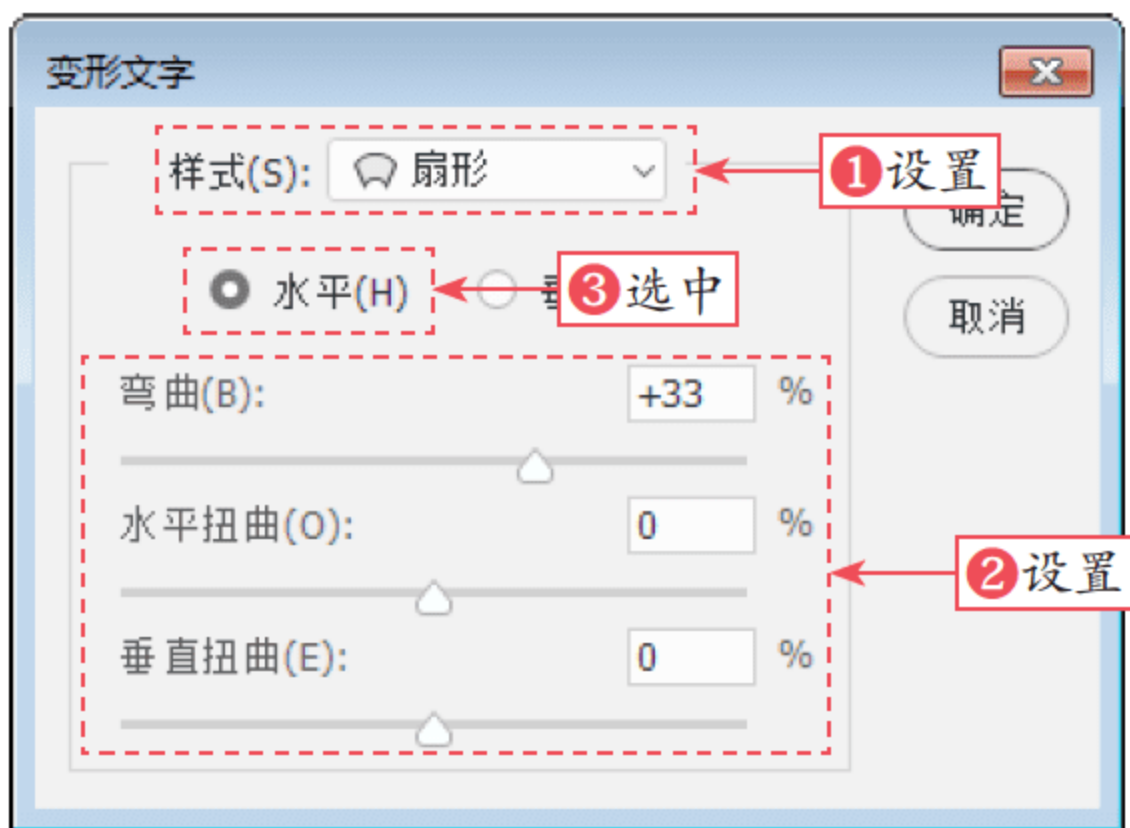 变形文字
样式(S): 扇形
❶设置
确定
水平(H)
❸选中
取消
弯曲(B): +33 %
水平扭曲(O): 0 %
❷设置
垂直扭曲(E): 0 %